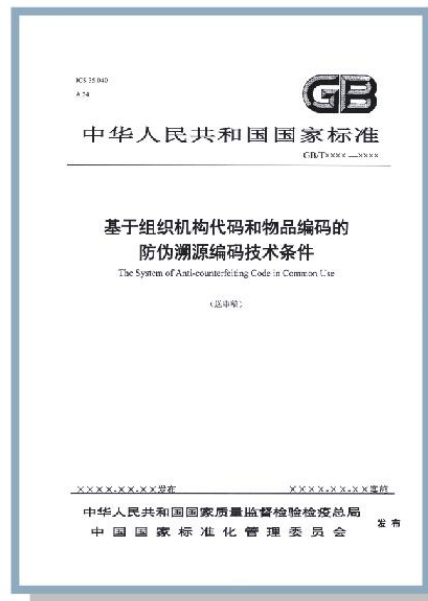 ICS 35.040
A 24
GB
中华人民共和国国家标准
GB/T××××—××××
基于组织机构代码和物品编码的
防伪溯源编码技术条件
The System of Anti-counterfeiting Code in Common Use
（送审稿）
××××-××-××发布
××××-××-××实施
中华人民共和国国家质量监督检验检疫总局
中国国家标准化管理委员会
发布